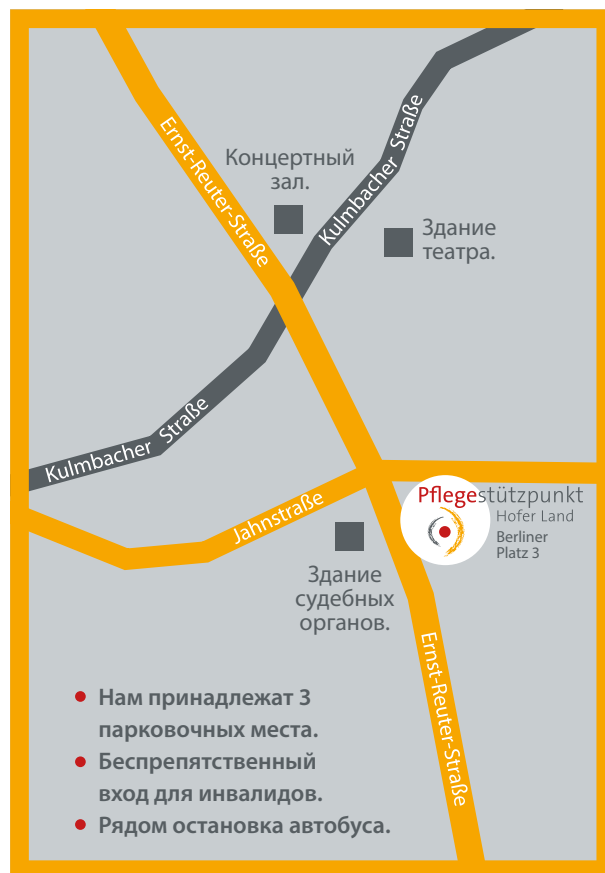 Ernst-Reuter-Straße
Концертный
зал.
Kulmbacher Straße
Здание
театра.
Kulmbacher Straße
Jahnstraße
Pflegestützpunkt
Hofer Land
Berliner
Platz 3
Здание
судебных
органов.
Ernst-Reuter-Straße
• Нам принадлежат 3
парковочных места.
• Беспрепятственный
вход для инвалидов.
• Рядом остановка автобуса.